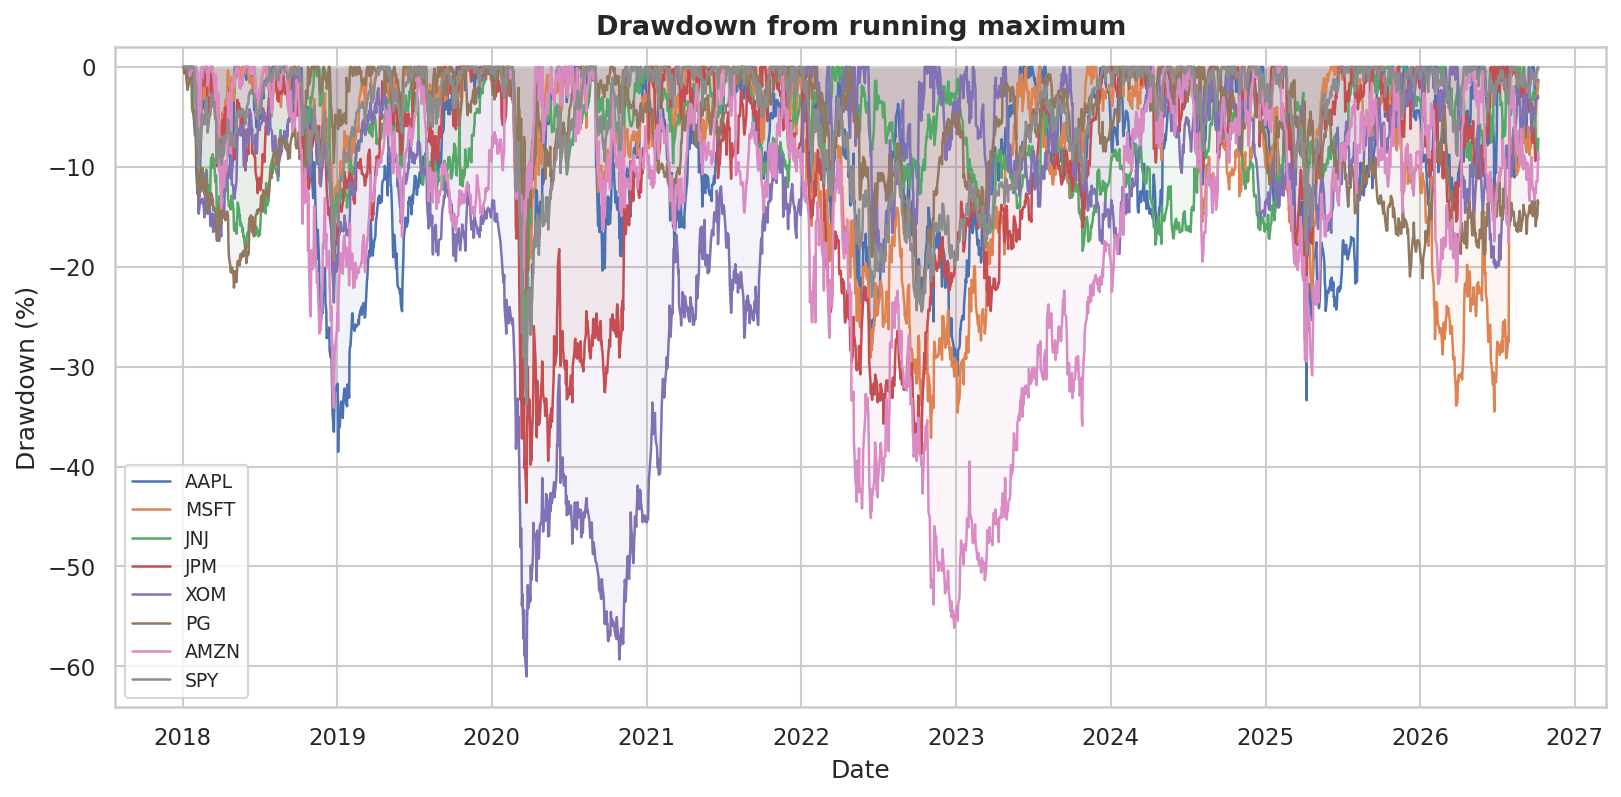 Drawdown from running maximum
Drawdown (%)
0
−10
−20
−30
−40
−50
−60
AAPL
MSFT
JNJ
JPM
XOM
PG
AMZN
SPY
2018 2019 2020 2021 2022 2023 2024 2025 2026 2027
Date